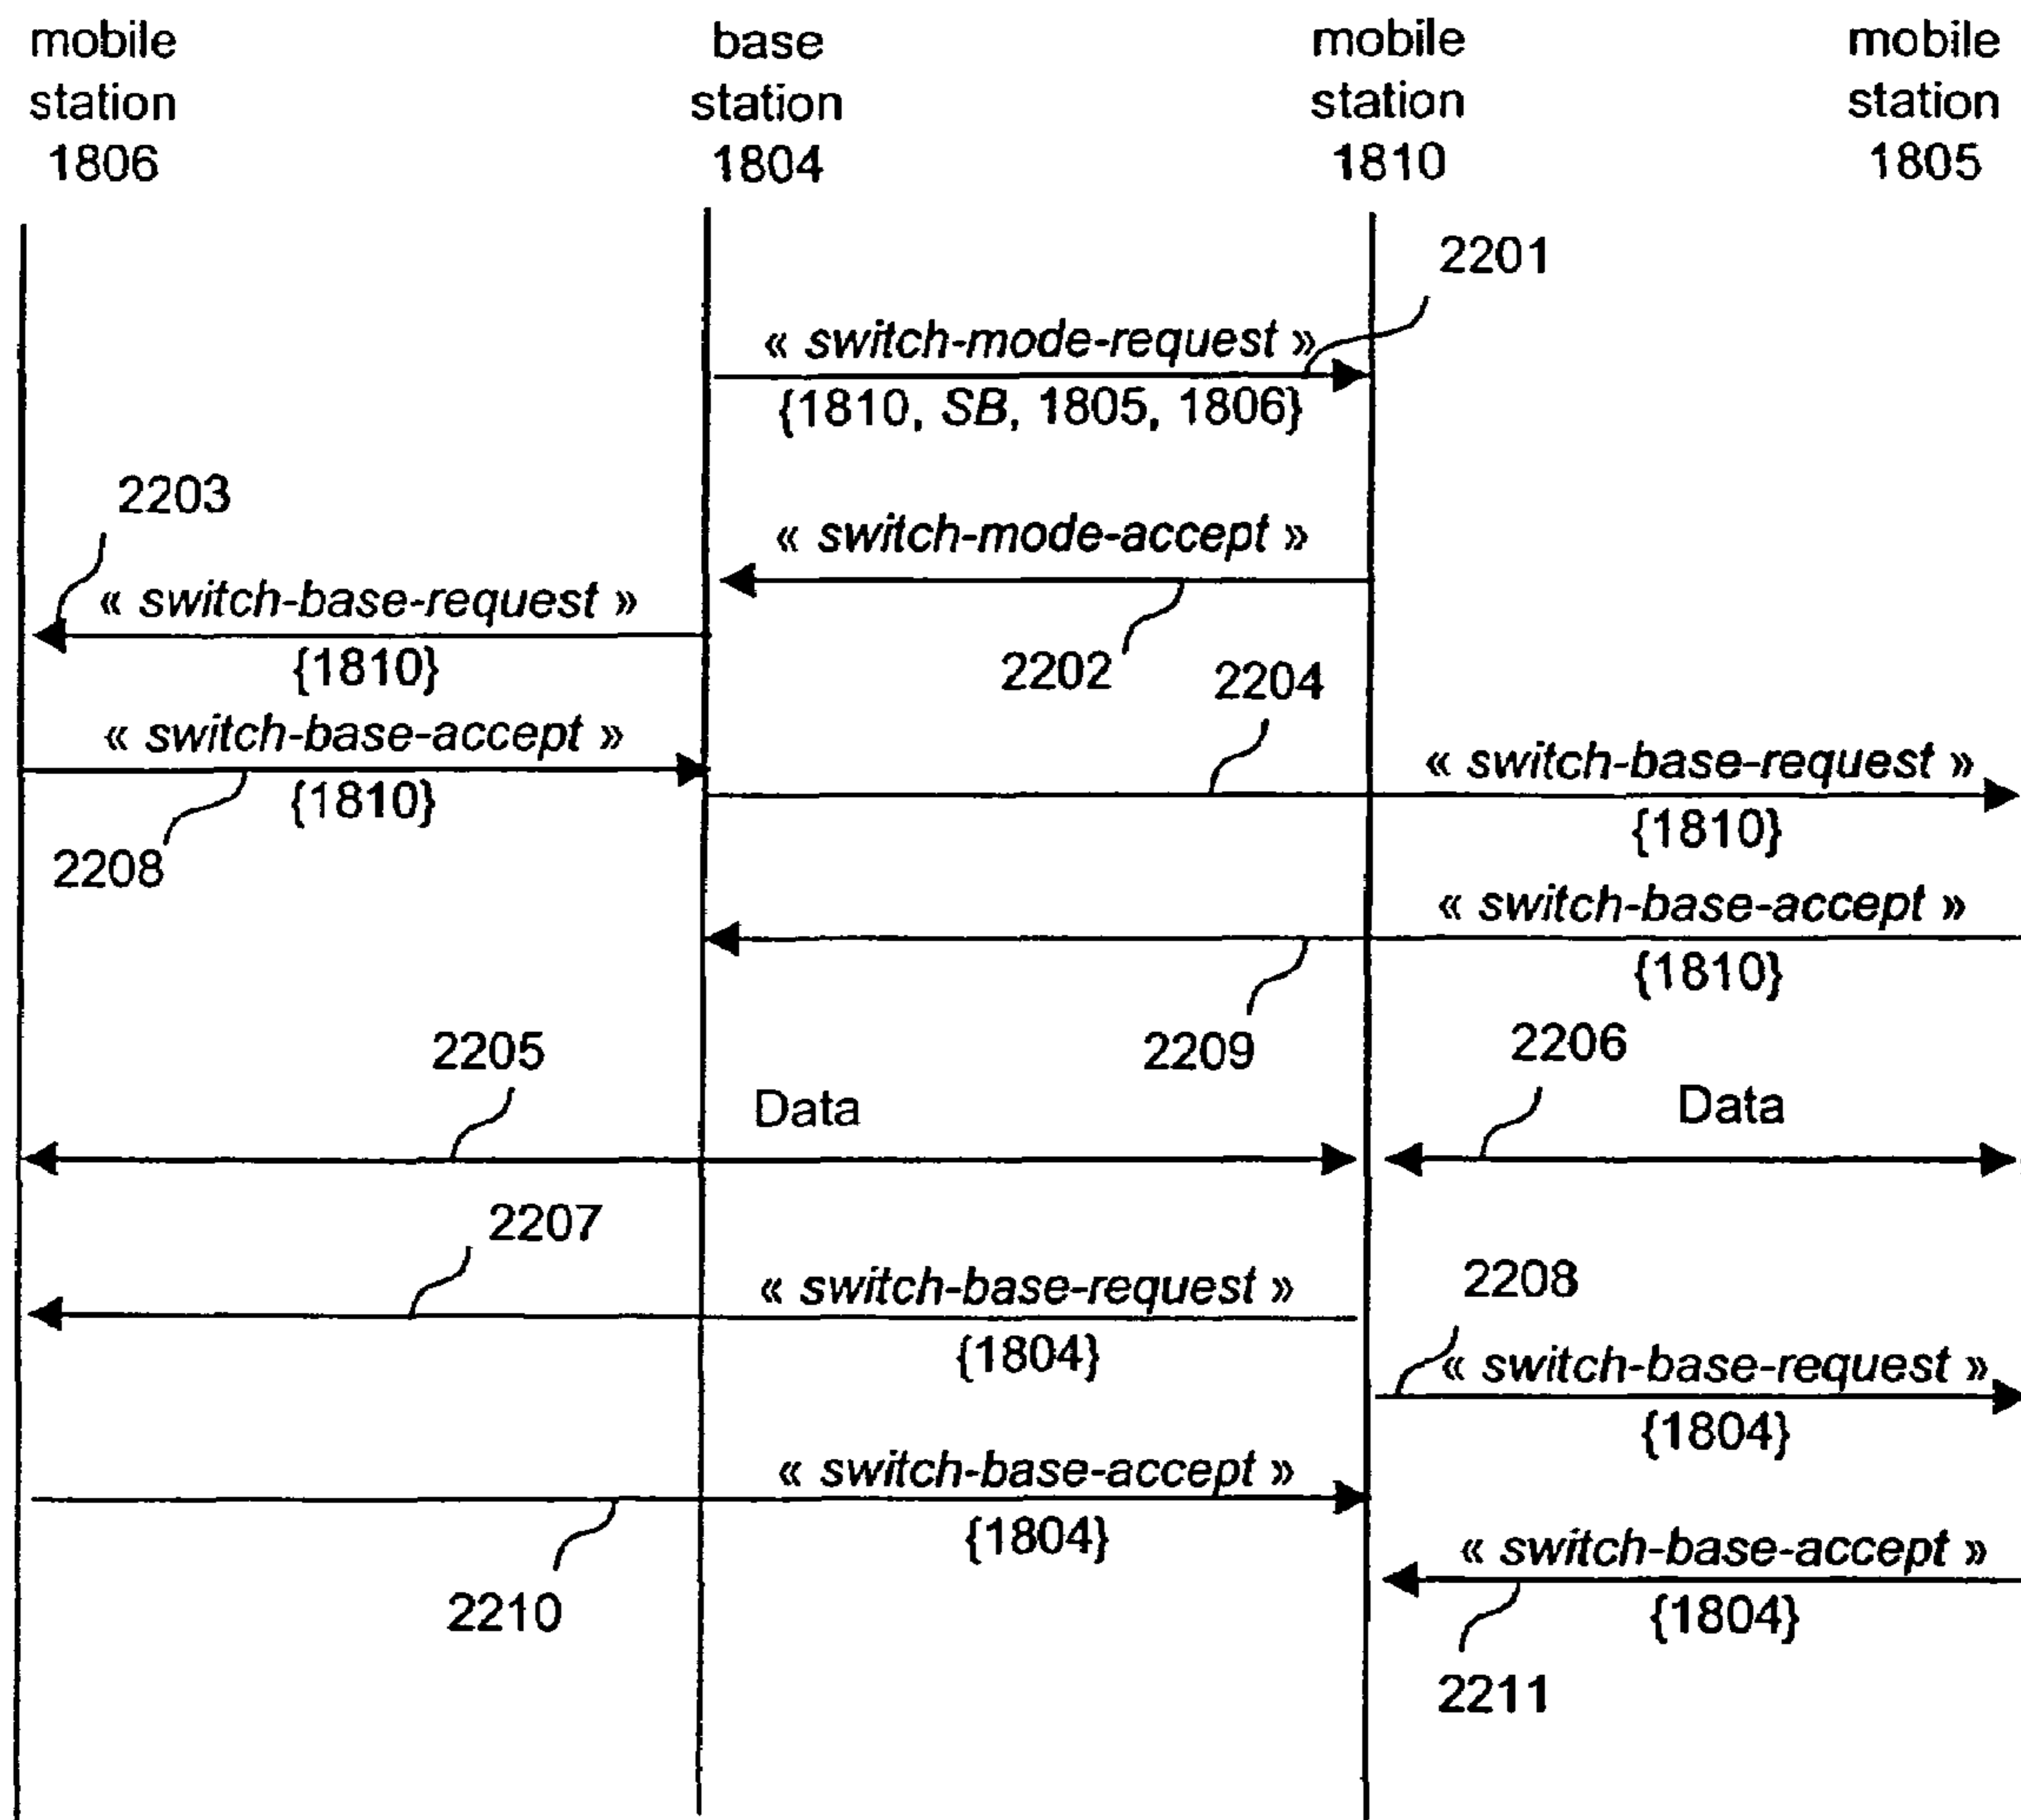 mobile
station
1806
base
station
1804
mobile
station
1810
mobile
station
1805
2201
« switch-mode-request »
{1810, SB, 1805, 1806}
2203
« switch-mode-accept »
« switch-base-request »
{1810}
2202
2204
« switch-base-accept »
{1810}
« switch-base-request »
{1810}
2208
« switch-base-accept »
{1810}
2209
2205
2206
Data
Data
2207
« switch-base-request »
{1804}
2208
« switch-base-request »
{1804}
« switch-base-accept »
{1804}
2210
« switch-base-accept »
{1804}
2211